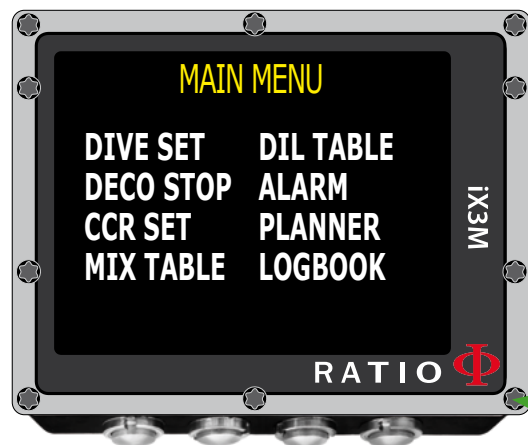 MAIN MENU
DIVE SET DIL TABLE
DECO STOP ALARM
CCR SET PLANNER
MIX TABLE LOGBOOK
iX3M
RATIO